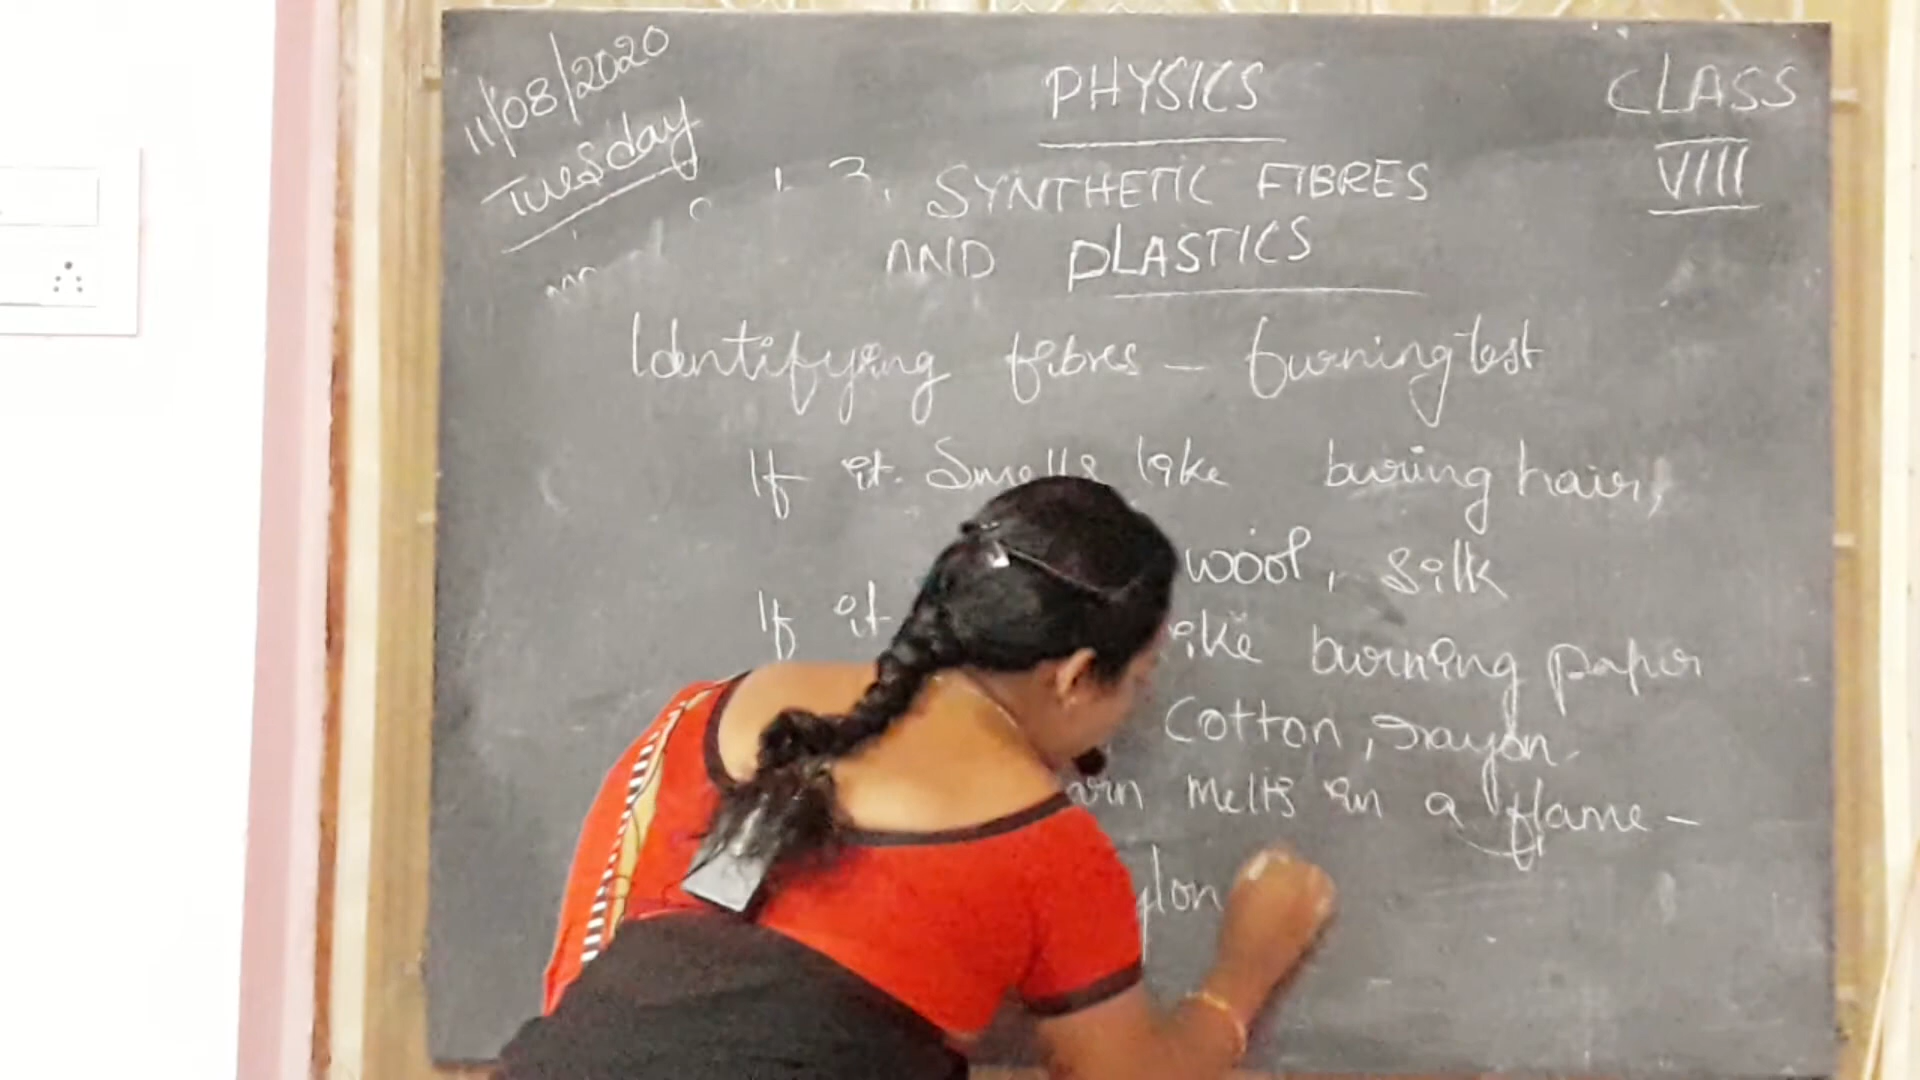 11/08/2020
Tuesday
PHYSICS
CLASS
VIII
3. SYNTHETIC FIBRES
AND PLASTICS
Identifying fibres - burning test
If it smells like buring hair,
wool, silk
If it like burning paper
Cotton, rayon.
melts in a flame -